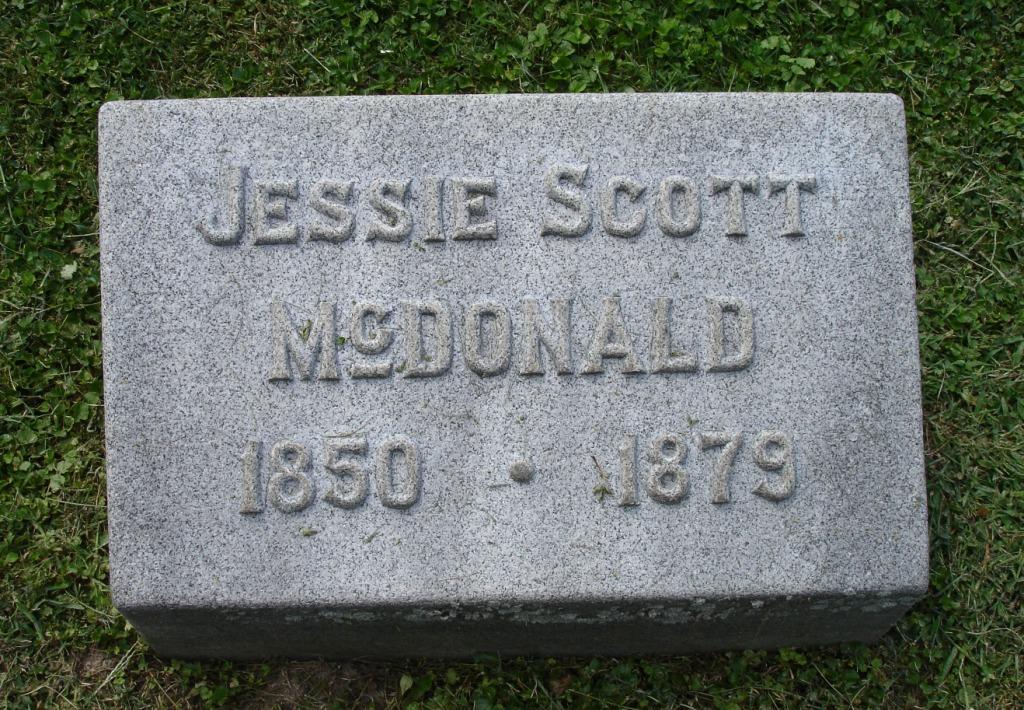 JESSIE SCOTT
McDONALD
1850 • 1879